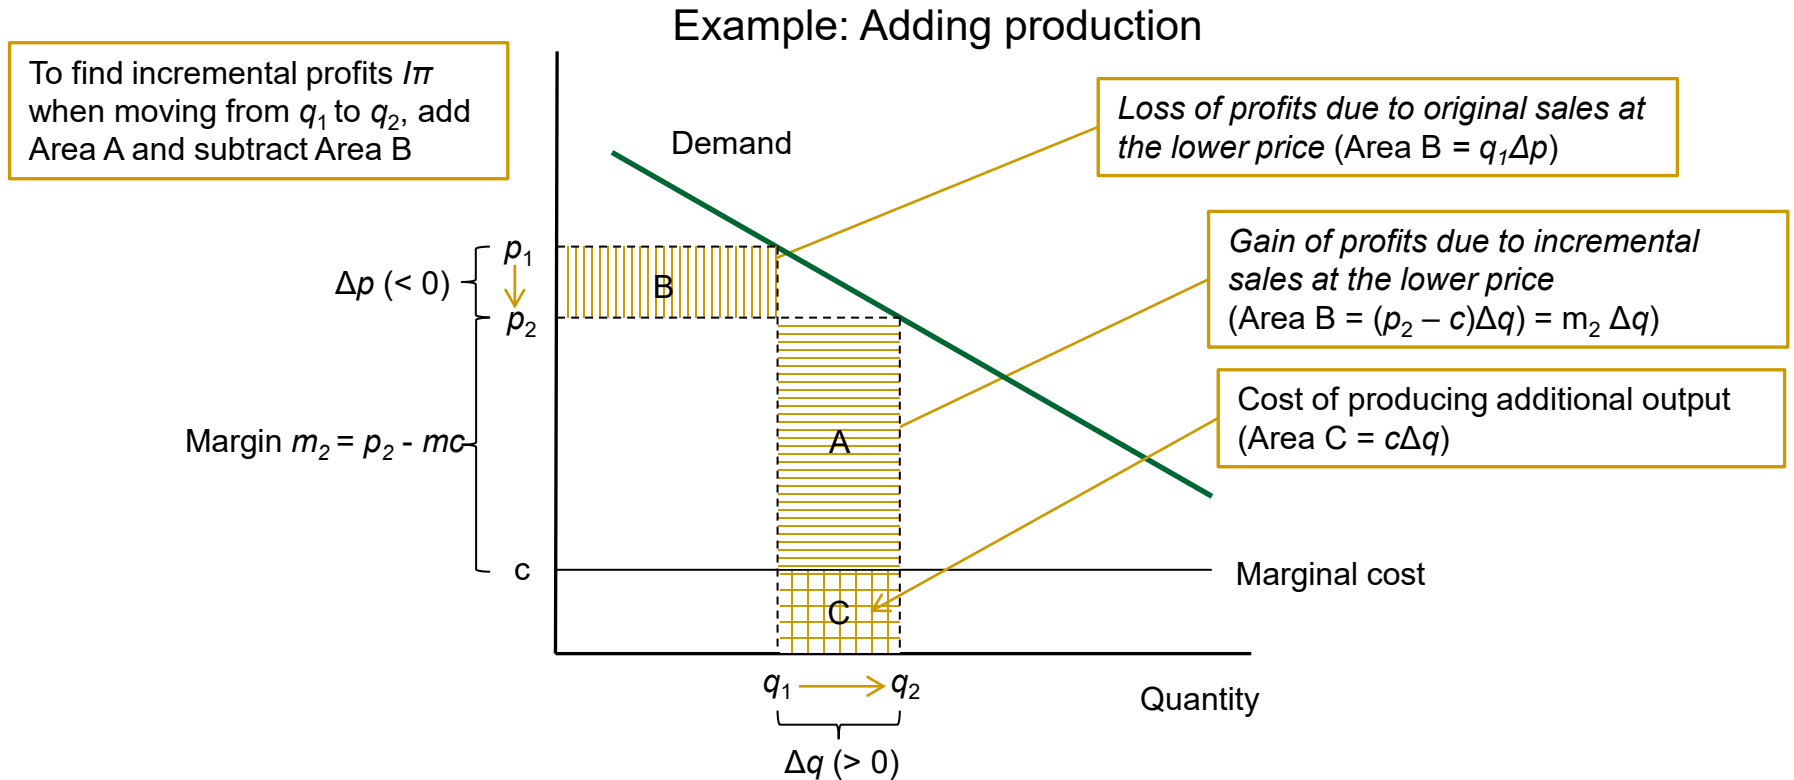 Example: Adding production
To find incremental profits Iπ
when moving from q1 to q2, add
Area A and subtract Area B
Loss of profits due to original sales at
the lower price (Area B = q1Δp)
Demand
Gain of profits due to incremental
sales at the lower price
(Area B = (p2 – c)Δq) = m2 Δq)
p1
Δp (< 0)
B
p2
Cost of producing additional output
(Area C = cΔq)
Margin m2 = p2 - mc
A
c
Marginal cost
C
q1
q2
Quantity
Δq (> 0)